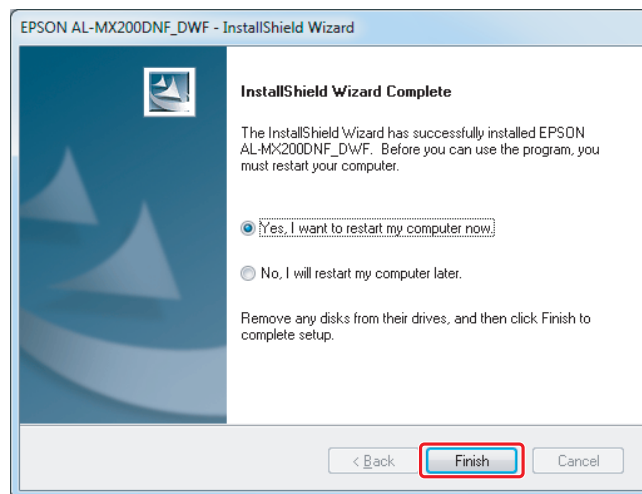 EPSON AL-MX200DNF_DWF - InstallShield Wizard
InstallShield Wizard Complete
The InstallShield Wizard has successfully installed EPSON
AL-MX200DNF_DWF. Before you can use the program, you
must restart your computer.
Yes, I want to restart my computer now.
No, I will restart my computer later.
Remove any disks from their drives, and then click Finish to
complete setup.
< Back Finish Cancel